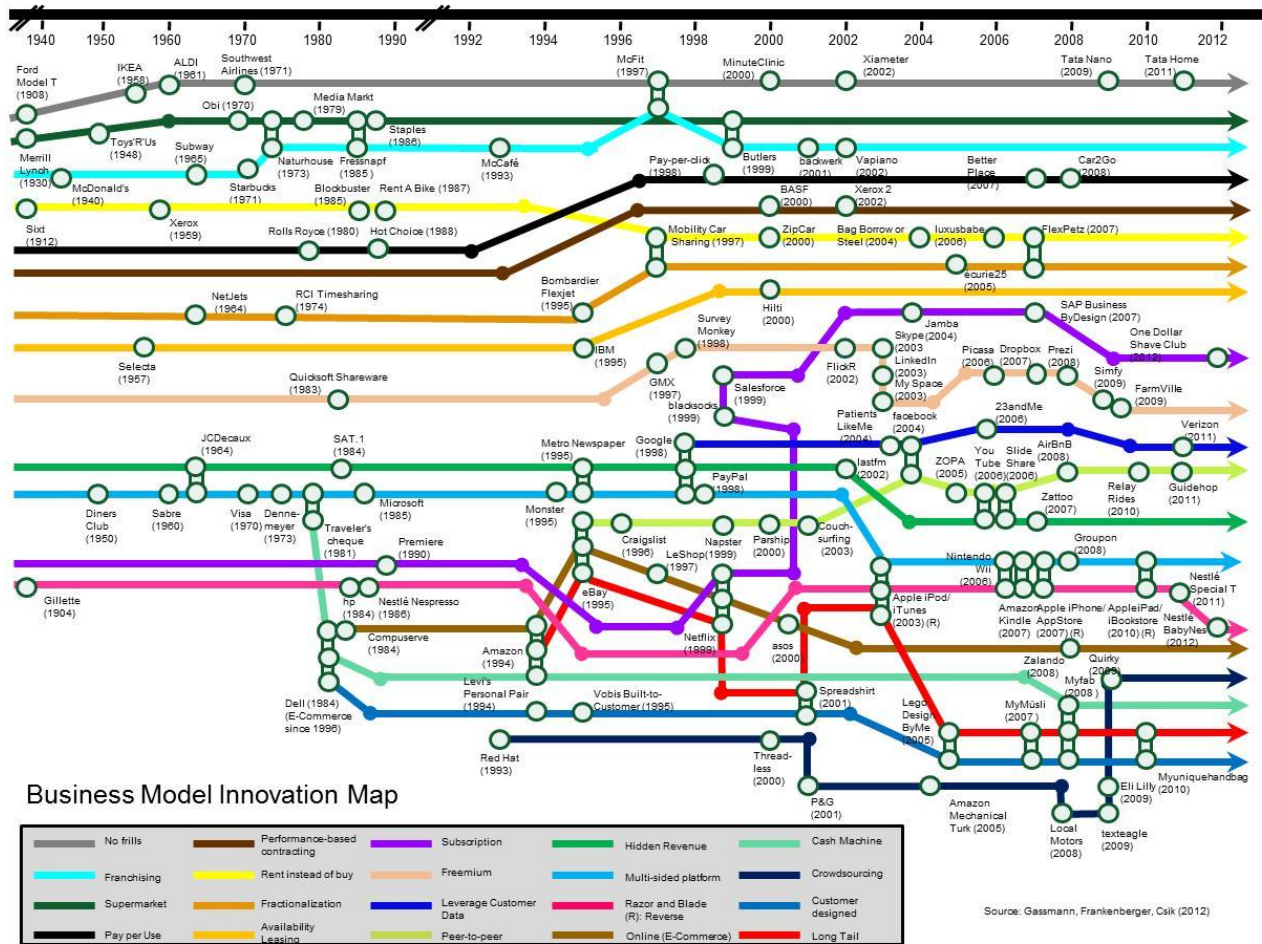 1940 1950 1960 1970 1980 1990 1992 1994 1996 1998 2000 2002 2004 2006 2008 2010 2012
Ford
Model T
(1908)
IKEA
(1958)
ALDI
(1961)
Southwest
Airlines (1971)
McFit
(1997)
MinuteClinic
(2000)
Xiameter
(2002)
Tata Nano
(2009)
Tata Home
(2011)
Obi (1970)
Media Markt
(1979)
Staples
(1986)
Merrill
Lynch
(1930)
Toys'R'Us
(1948)
Subway
(1965)
McDonald's
(1940)
Starbucks
(1971)
Naturhouse
(1973)
Fressnapf
(1985)
McCafé
(1993)
Butlers
(1999)
backwerk
(2001)
Vapiano
(2002)
Pay-per-click
(1998)
Better
Place
(2007)
Car2Go
(2008)
Blockbuster
(1985)
Rent A Bike (1987)
BASF
(2000)
Xerox 2
(2002)
Sixt
(1912)
Xerox
(1959)
Rolls Royce (1980)
Hot Choice (1988)
Mobility Car
Sharing (1997)
ZipCar
(2000)
Bag Borrow or
Steel (2004)
luxusbabe
(2006)
FlexPetz (2007)
NetJets
(1964)
RCI Timesharing
(1974)
Bombardier
Flexjet
(1995)
écurie25
(2005)
Hilti
(2000)
Selecta
(1957)
IBM
(1995)
Survey
Monkey
(1998)
Jamba
(2004)
SAP Business
ByDesign (2007)
One Dollar
Shave Club
(2012)
Quicksoft Shareware
(1983)
GMX
(1997)
Salesforce
(1999)
blacksocks
(1999)
FlickR
(2002)
Skype
(2003
LinkedIn
(2003)
My Space
(2003)
Picasa
(2006)
Dropbox
(2007)
Prezi
(2008)
Simfy
(2009)
FarmVille
(2009)
JCDecaux
(1964)
SAT.1
(1984)
Metro Newspaper
(1995)
Google
(1998)
Patients
LikeMe
(2004)
facebook
(2004)
23andMe
(2006)
Verizon
(2011)
PayPal
(1998)
lastfm
(2002)
ZOPA
(2005)
You
Tube
(2006)
Slide
Share
(2006)
AirBnB
(2008)
Zattoo
(2007)
Relay
Rides
(2010)
Guidehop
(2011)
Diners
Club
(1950)
Sabre
(1960)
Visa
(1970)
Denne-
meyer
(1973)
Traveler's
cheque
(1981)
Microsoft
(1985)
Monster
(1995)
Craigslist
(1996)
Napster
(1999)
Parship
(2000)
Couch-
surfing
(2003)
Premiere
(1990)
LeShop
(1997)
Nintendo
Wii
(2006)
Groupon
(2008)
Gillette
(1904)
hp
(1984)
Nestlé Nespresso
(1986)
eBay
(1995)
Apple iPod/
iTunes
(2003) (R)
Amazon
Kindle
(2007)
Apple iPhone/
AppStore
(2007) (R)
AppleiPad/
iBookstore
(2010) (R)
Nestlé
Special T
(2011)
Nestlé
BabyNes
(2012)
Compuserve
(1984)
Amazon
(1994)
Netflix
(1999)
asos
(2000)
Zalando
(2008)
Quirky
(2009)
Dell (1984)
(E-Commerce
since 1996)
Levi's
Personal Pair
(1994)
Vobis Built-to-
Customer (1995)
Spreadshirt
(2001)
Lego
Design
ByMe
(2005)
MyMüsli
(2007)
Myfab
(2008)
Red Hat
(1993)
Thread-
less
(2000)
P&G
(2001)
Amazon
Mechanical
Turk (2005)
Local
Motors
(2008)
Eli Lilly
(2009)
texteagle
(2009)
Myuniquehandbag
(2010)
Business Model Innovation Map
No frills
Performance-based
contracting
Subscription
Hidden Revenue
Cash Machine
Franchising
Rent instead of buy
Freemium
Multi-sided platform
Crowdsourcing
Supermarket
Fractionalization
Leverage Customer
Data
Razor and Blade
(R): Reverse
Customer
designed
Pay per Use
Availability
Leasing
Peer-to-peer
Online (E-Commerce)
Long Tail
Source: Gassmann, Frankenberger, Csik (2012)